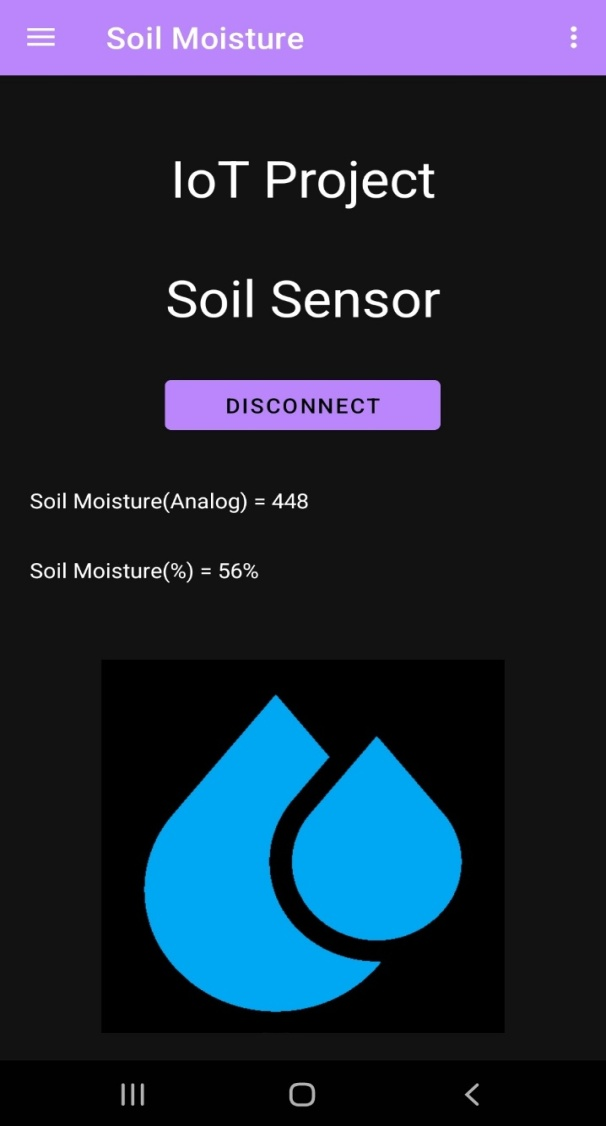 Soil Moisture
IoT Project
Soil Sensor
DISCONNECT
Soil Moisture(Analog) = 448
Soil Moisture(%) = 56%